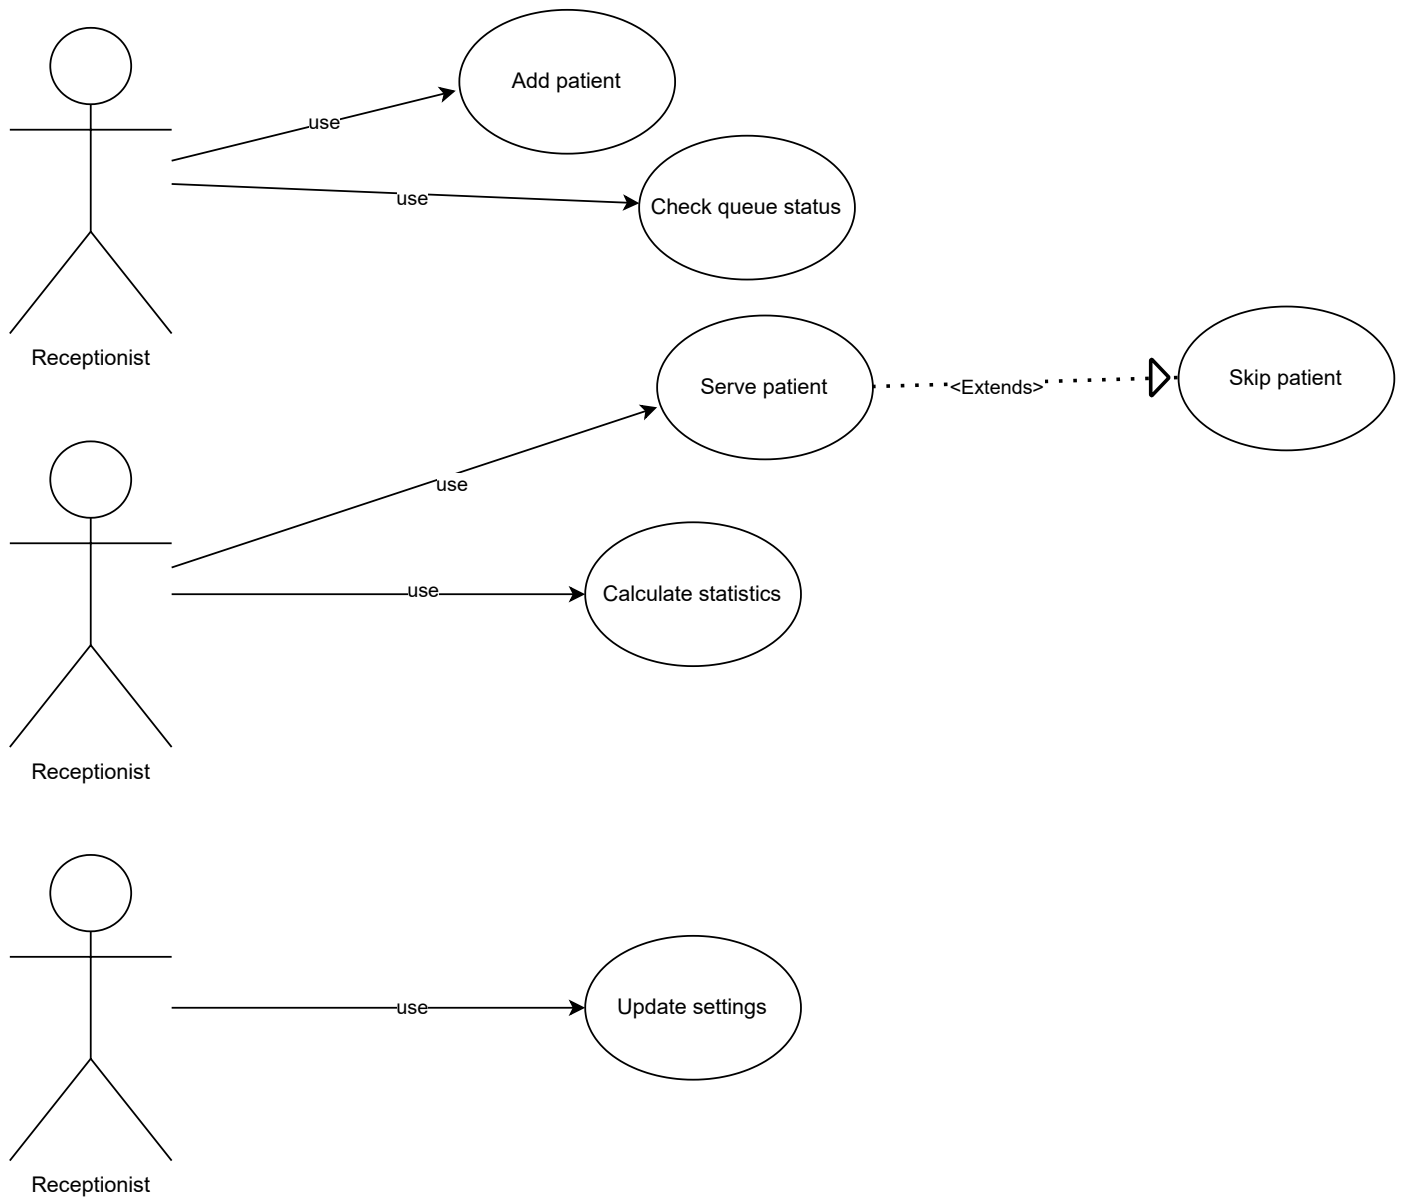 Add patient
use
use
Check queue status
Receptionist
Serve patient
<Extends>
Skip patient
use
use
Calculate statistics
Receptionist
use
Update settings
Receptionist